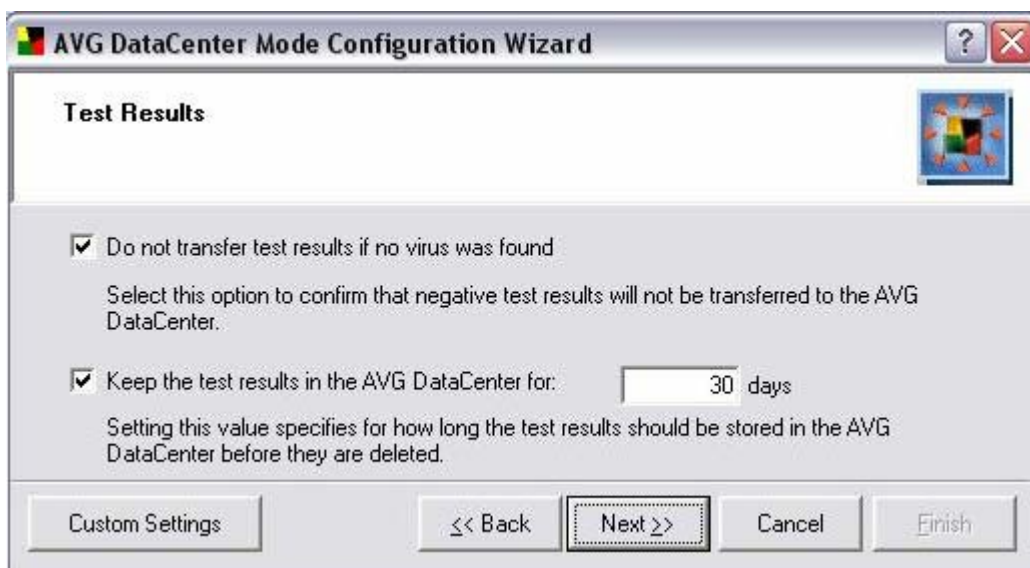 AVG DataCenter Mode Configuration Wizard
?
Test Results
Do not transfer test results if no virus was found
Select this option to confirm that negative test results will not be transferred to the AVG
DataCenter.
Keep the test results in the AVG DataCenter for: 30 days
Setting this value specifies for how long the test results should be stored in the AVG
DataCenter before they are deleted.
Custom Settings << Back Next >> Cancel Finish